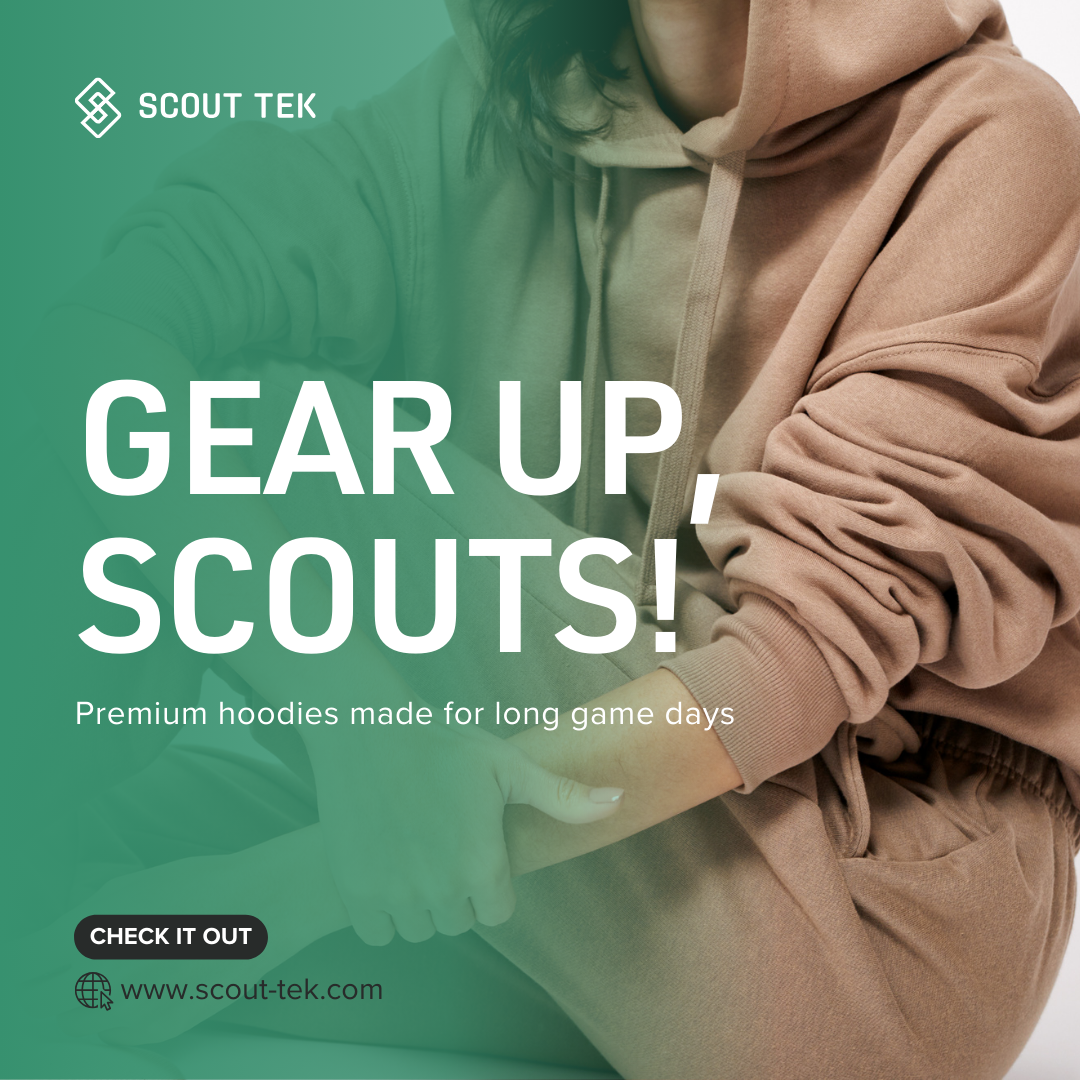 SCOUT TEK
GEAR UP,
SCOUTS!
Premium hoodies made for long game days
CHECK IT OUT
www.scout-tek.com